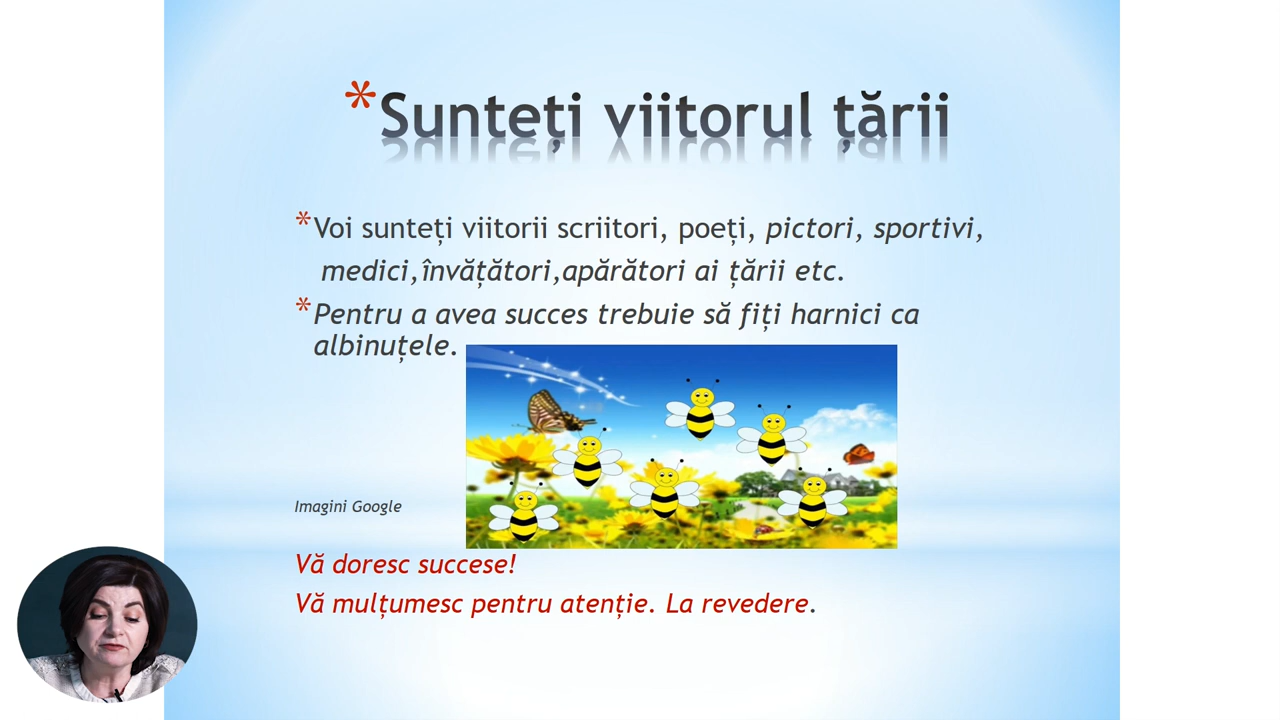 *Sunteți viitorul țării
*Voi sunteți viitorii scriitori, poeți, pictori, sportivi,
medici,învățători,apărători ai țării etc.
*Pentru a avea succes trebuie să fiți harnici ca
albinuțele.
Imagini Google
Vă doresc succese!
Vă mulțumesc pentru atenție. La revedere.